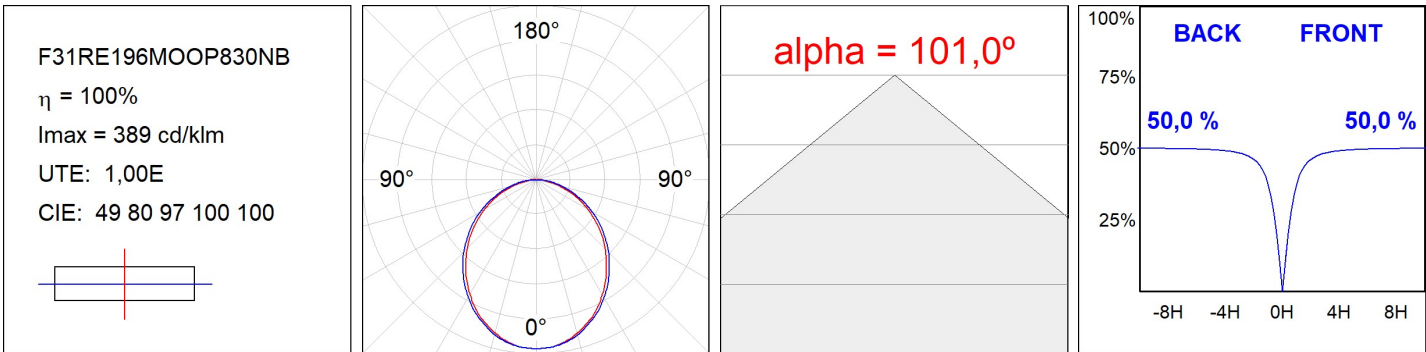 F31RE196MOOP830NB
η = 100%
Imax = 389 cd/klm
UTE: 1,00E
CIE: 49 80 97 100 100
180°
90° 90°
0°
alpha = 101,0º
100%
BACK FRONT
75%
50,0 % 50,0 %
50%
25%
-8H -4H 0H 4H 8H